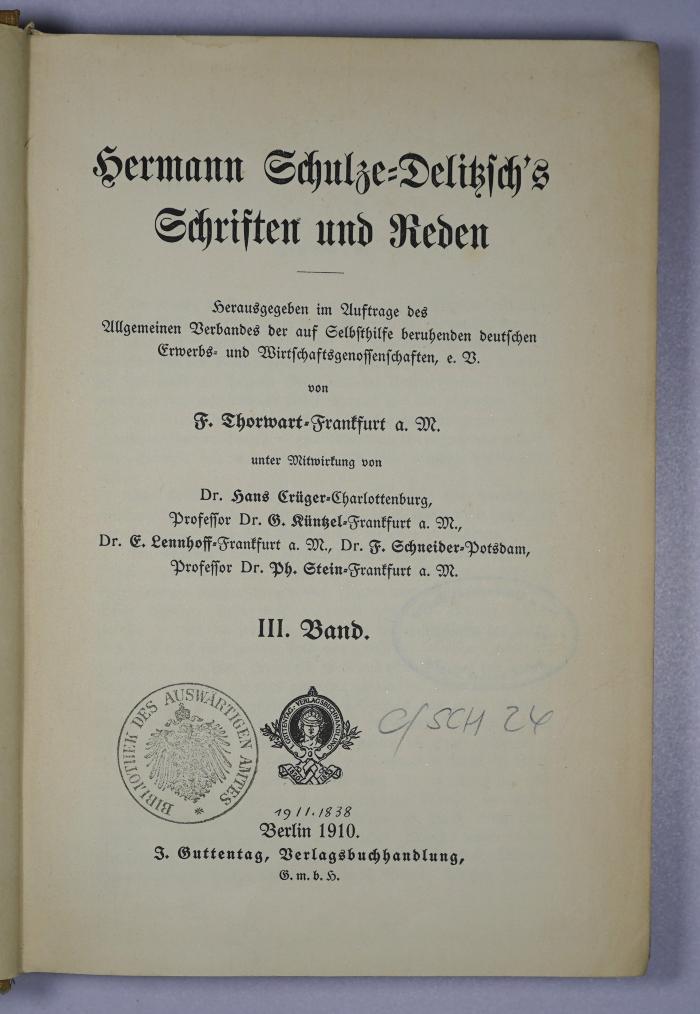 Hermann Schulze-Delitzsch's
Schriften und Reden
Herausgegeben im Auftrage des
Allgemeinen Verbandes der auf Selbsthilfe beruhenden deutschen
Erwerbs- und Wirtschaftsgenossenschaften, e. V.
von
F. Thorwart-Frankfurt a. M.
unter Mitwirkung von
Dr. Hans Crüger-Charlottenburg,
Professor Dr. G. Küntzel-Frankfurt a. M.,
Dr. E. Lennhoff-Frankfurt a. M., Dr. F. Schneider-Potsdam,
Professor Dr. Ph. Stein-Frankfurt a. M.
III. Band.
BIBLIOTHEK DES AUSWÄRTIGEN AMTES
J. GUTTENTAG, VERLAGSBUCHHANDLUNG
C/SCH 24
1911.1838
Berlin 1910.
J. Guttentag, Verlagsbuchhandlung,
G. m. b. H.